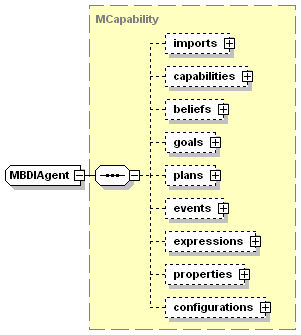 MCapability
imports
capabilities
beliefs
goals
MBDIAgent
plans
events
expressions
properties
configurations